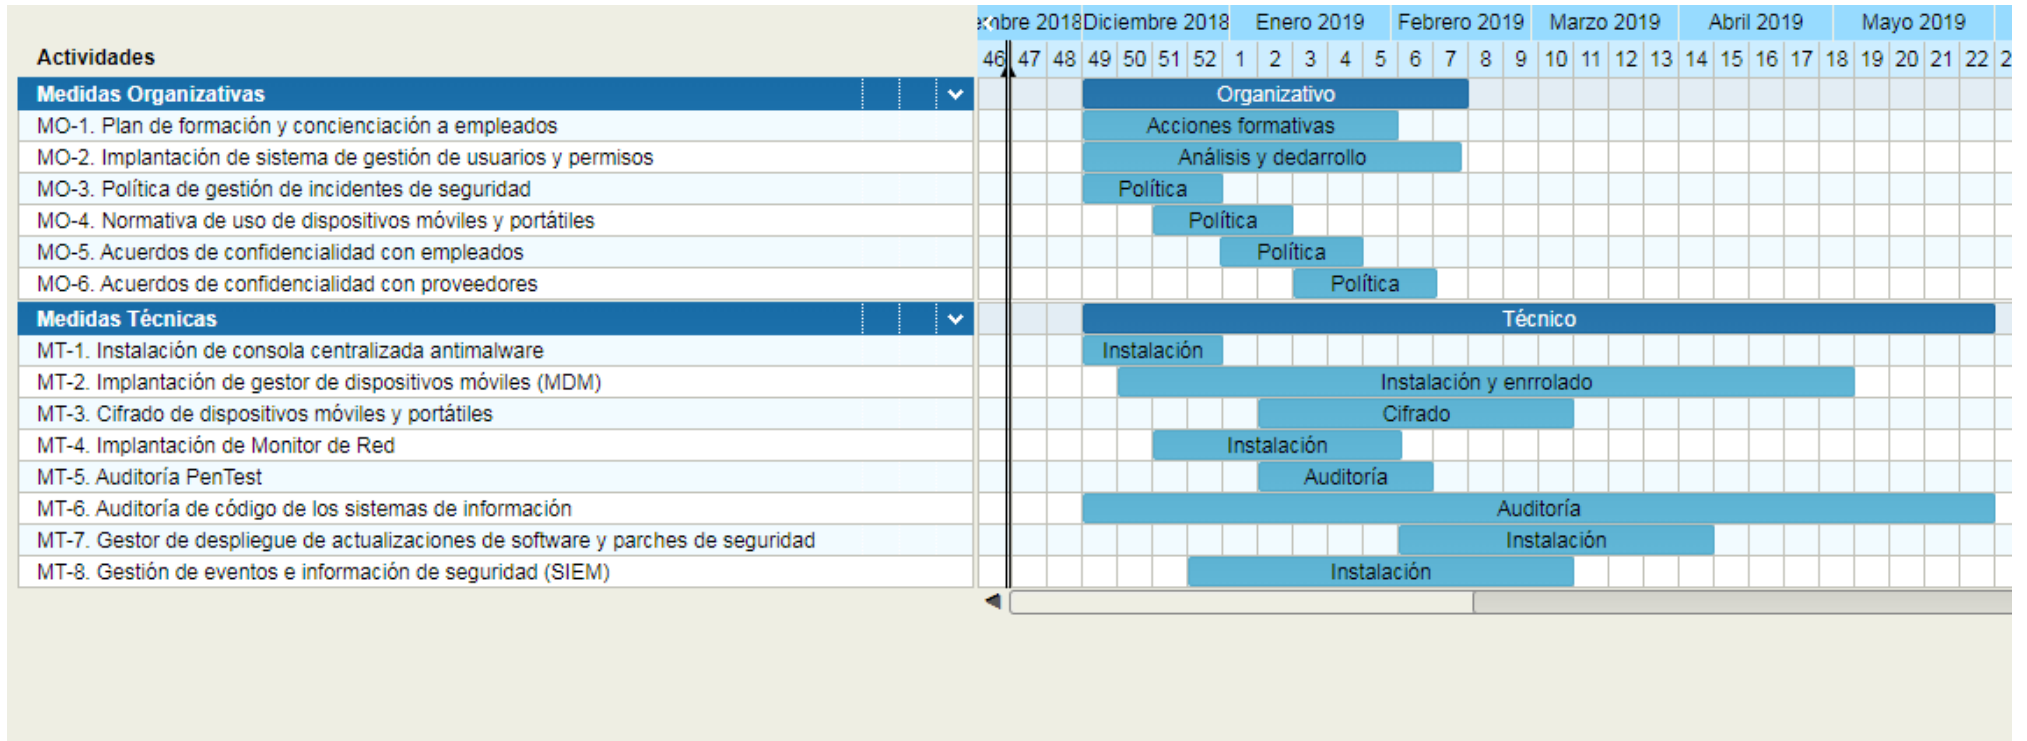 embre 2018 Diciembre 2018 Enero 2019 Febrero 2019 Marzo 2019 Abril 2019 Mayo 2019
Actividades 46 47 48 49 50 51 52 1 2 3 4 5 6 7 8 9 10 11 12 13 14 15 16 17 18 19 20 21 22 2
Medidas Organizativas Organizativo
MO-1. Plan de formación y concienciación a empleados Acciones formativas
MO-2. Implantación de sistema de gestión de usuarios y permisos Análisis y dedarrollo
MO-3. Política de gestión de incidentes de seguridad Política
MO-4. Normativa de uso de dispositivos móviles y portátiles Política
MO-5. Acuerdos de confidencialidad con empleados Política
MO-6. Acuerdos de confidencialidad con proveedores Política
Medidas Técnicas Técnico
MT-1. Instalación de consola centralizada antimalware Instalación
MT-2. Implantación de gestor de dispositivos móviles (MDM) Instalación y enrrolado
MT-3. Cifrado de dispositivos móviles y portátiles Cifrado
MT-4. Implantación de Monitor de Red Instalación
MT-5. Auditoría PenTest Auditoría
MT-6. Auditoría de código de los sistemas de información Auditoría
MT-7. Gestor de despliegue de actualizaciones de software y parches de seguridad Instalación
MT-8. Gestión de eventos e información de seguridad (SIEM) Instalación